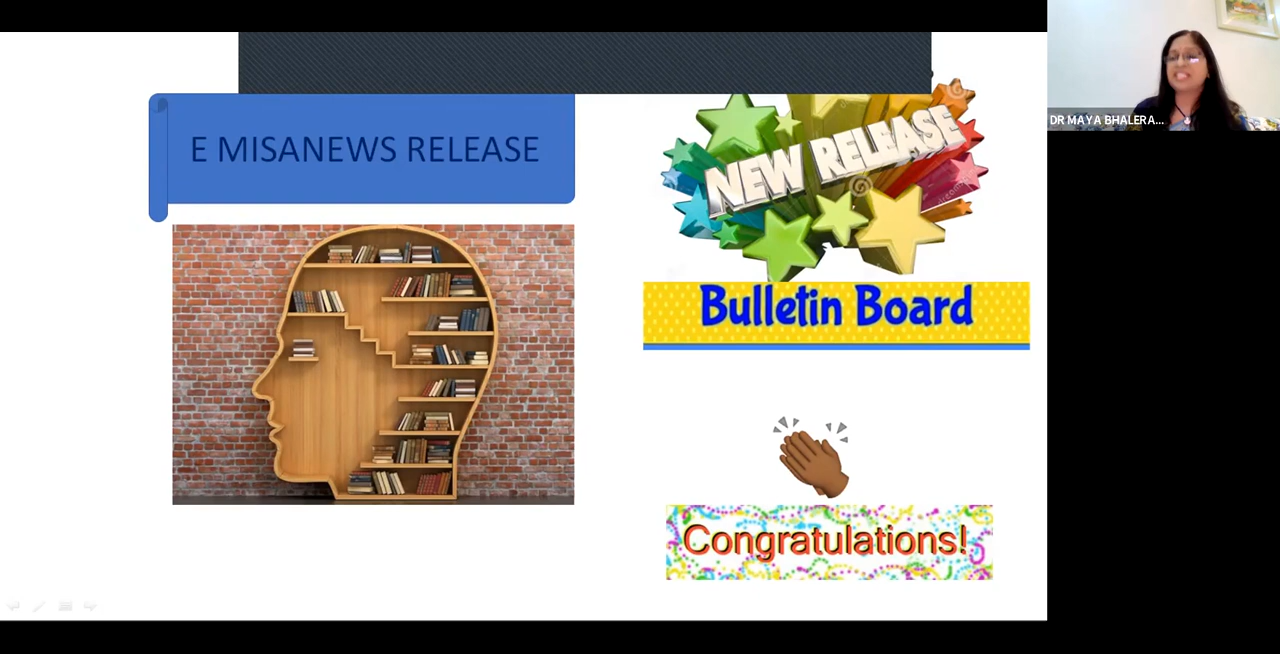 E MISANEWS RELEASE
NEW RELEASE
Bulletin Board
Congratulations!
DR MAYA BHALERA...